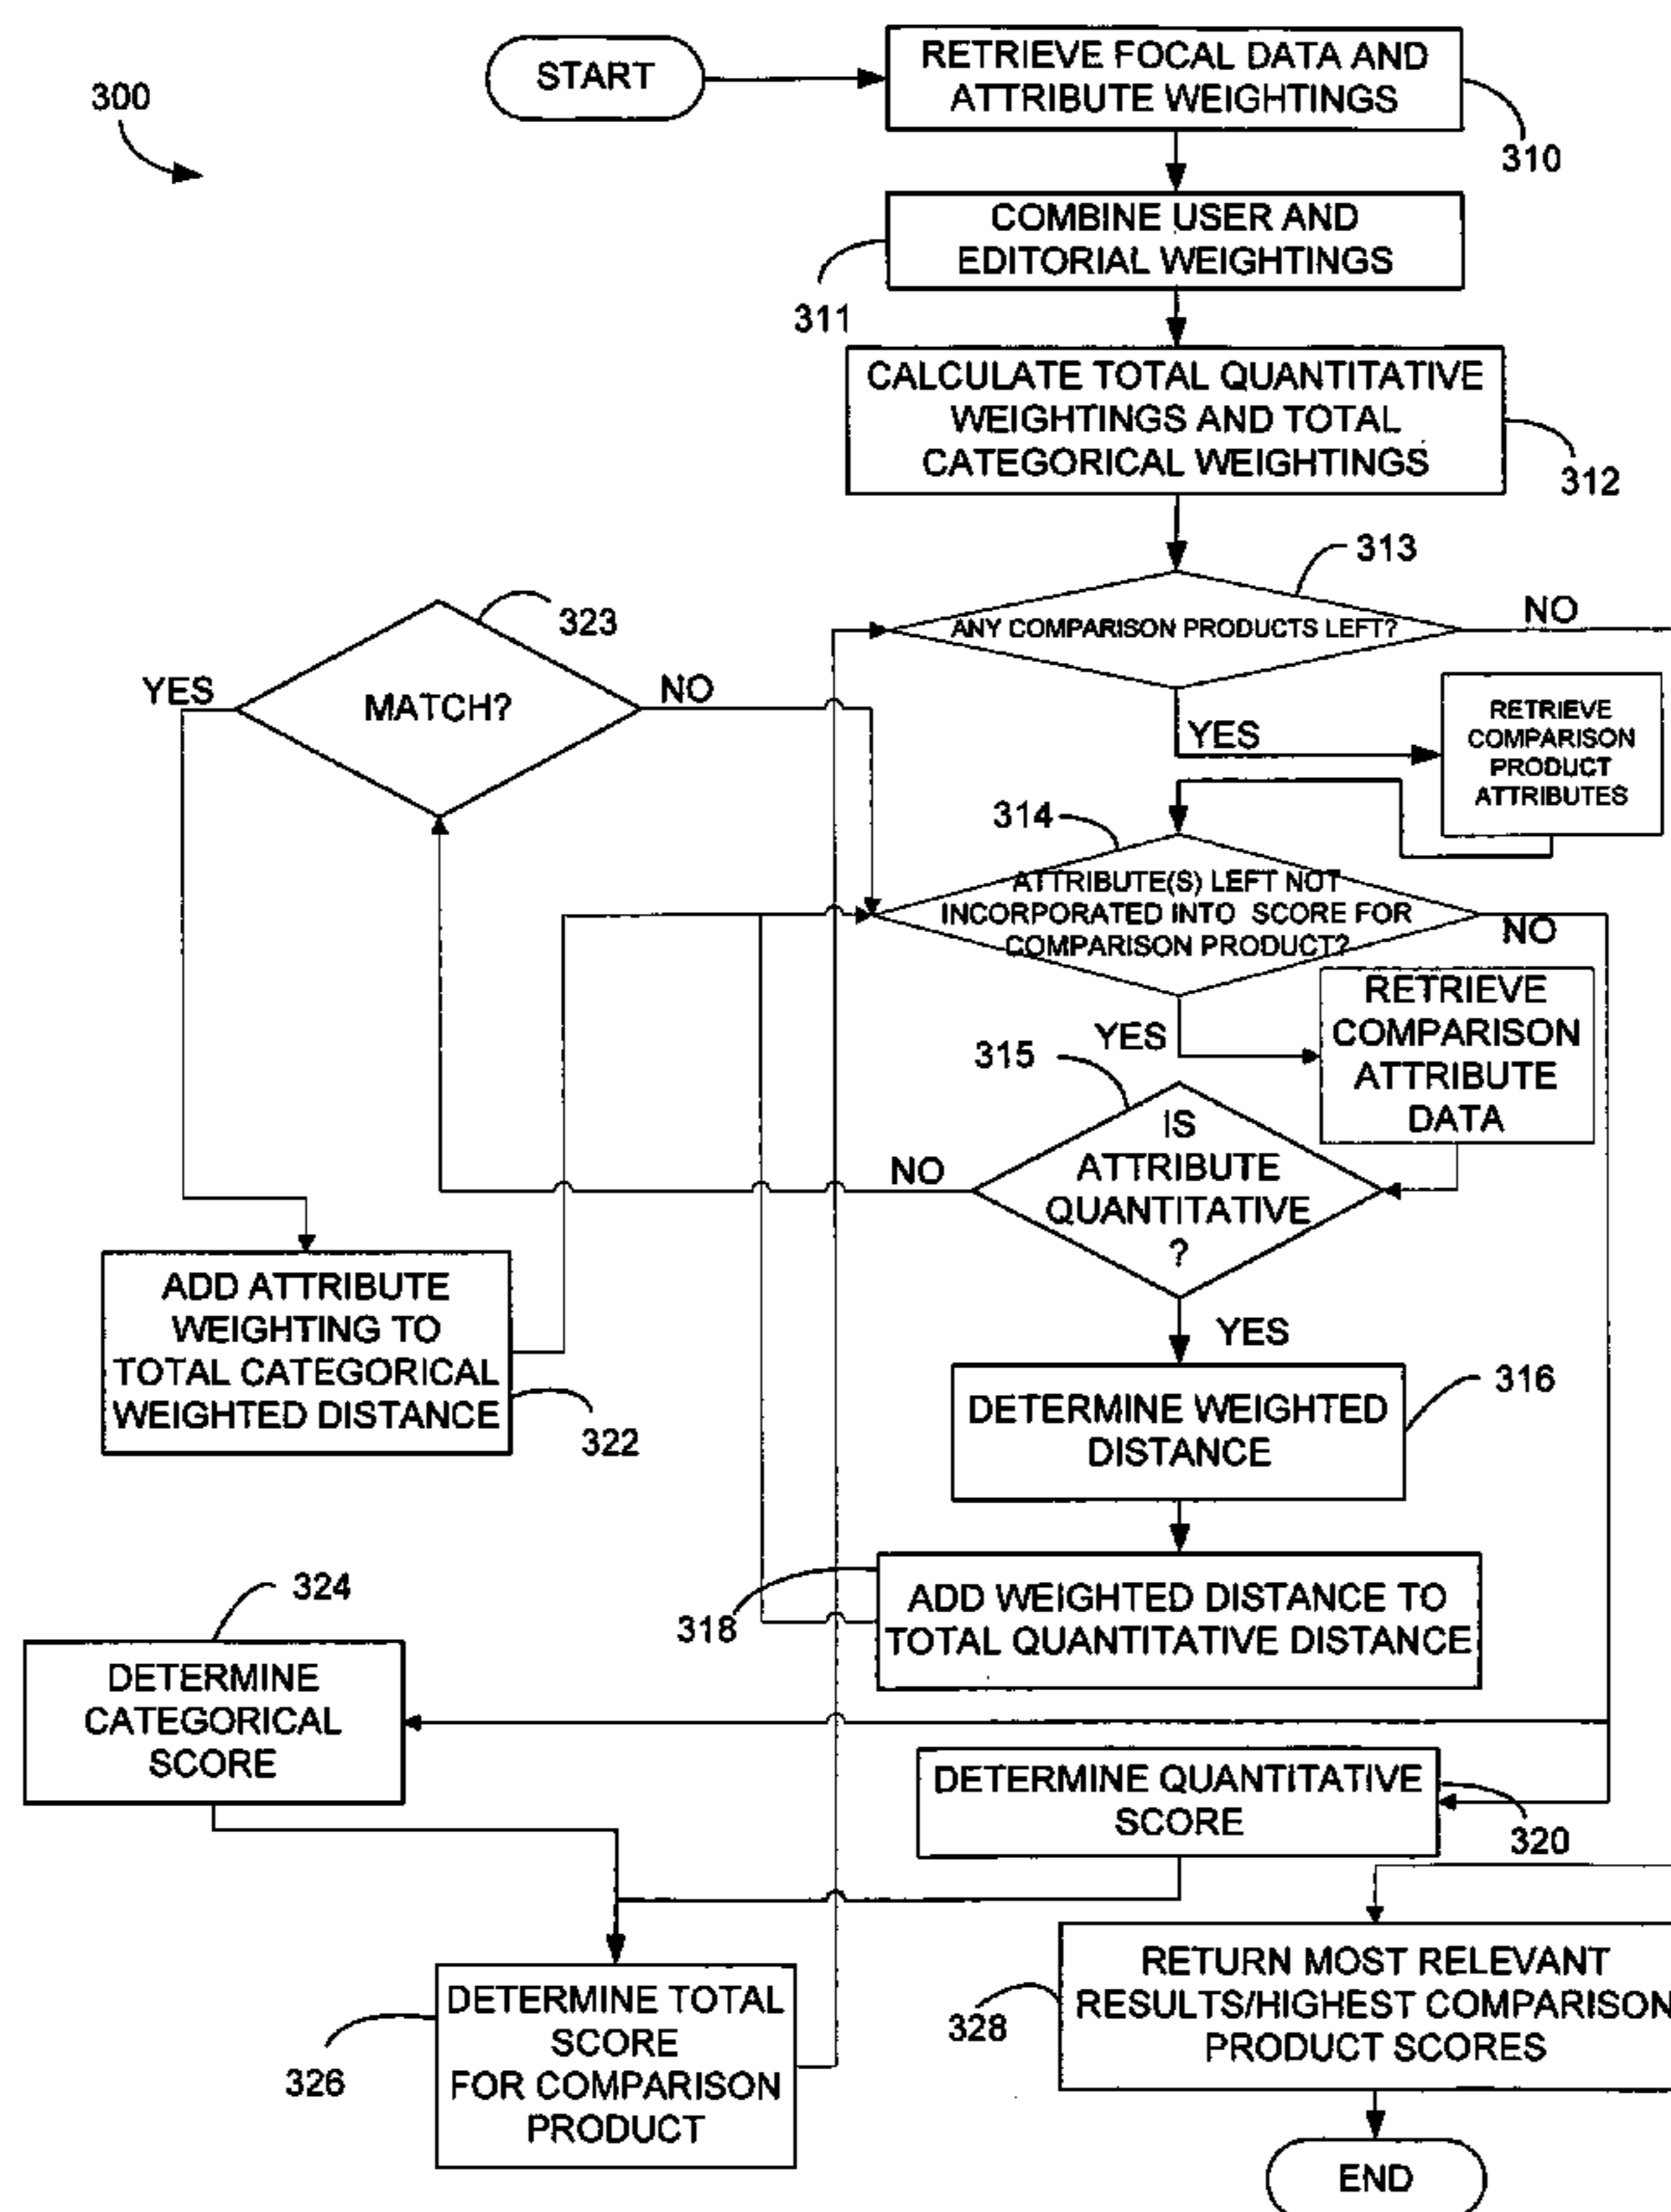 300
START
RETRIEVE FOCAL DATA AND
ATTRIBUTE WEIGHTINGS
310
COMBINE USER AND
EDITORIAL WEIGHTINGS
311
CALCULATE TOTAL QUANTITATIVE
WEIGHTINGS AND TOTAL
CATEGORICAL WEIGHTINGS
312
313
ANY COMPARISON PRODUCTS LEFT?
NO
YES
RETRIEVE
COMPARISON
PRODUCT
ATTRIBUTES
323
MATCH?
YES
NO
314
ATTRIBUTE(S) LEFT NOT
INCORPORATED INTO SCORE FOR
COMPARISON PRODUCT?
NO
YES
RETRIEVE
COMPARISON
ATTRIBUTE
DATA
315
IS
ATTRIBUTE
QUANTITATIVE
?
NO
YES
ADD ATTRIBUTE
WEIGHTING TO
TOTAL CATEGORICAL
WEIGHTED DISTANCE
322
DETERMINE WEIGHTED
DISTANCE
316
ADD WEIGHTED DISTANCE TO
TOTAL QUANTITATIVE DISTANCE
318
324
DETERMINE
CATEGORICAL
SCORE
DETERMINE QUANTITATIVE
SCORE
320
DETERMINE TOTAL
SCORE
FOR COMPARISON
PRODUCT
326
RETURN MOST RELEVANT
RESULTS/HIGHEST COMPARISON
PRODUCT SCORES
328
END